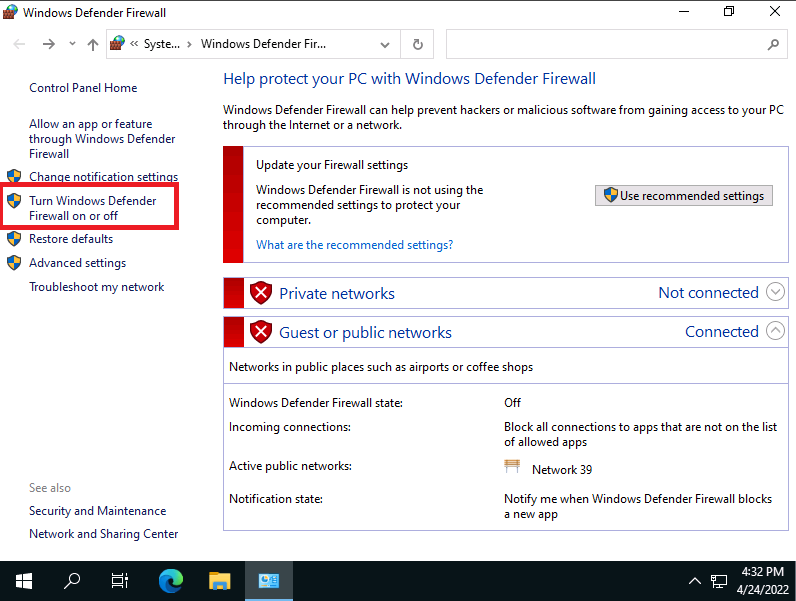 Windows Defender Firewall
« Syste... › Windows Defender Fir...
Control Panel Home
Allow an app or feature
through Windows Defender
Firewall
Change notification settings
Turn Windows Defender
Firewall on or off
Restore defaults
Advanced settings
Troubleshoot my network
See also
Security and Maintenance
Network and Sharing Center
Help protect your PC with Windows Defender Firewall
Windows Defender Firewall can help prevent hackers or malicious software from gaining access to your PC
through the Internet or a network.
Update your Firewall settings
Windows Defender Firewall is not using the
recommended settings to protect your
computer.
Use recommended settings
What are the recommended settings?
Private networks Not connected
Guest or public networks Connected
Networks in public places such as airports or coffee shops
Windows Defender Firewall state: Off
Incoming connections: Block all connections to apps that are not on the list
of allowed apps
Active public networks: Network 39
Notification state: Notify me when Windows Defender Firewall blocks
a new app
4:32 PM
4/24/2022